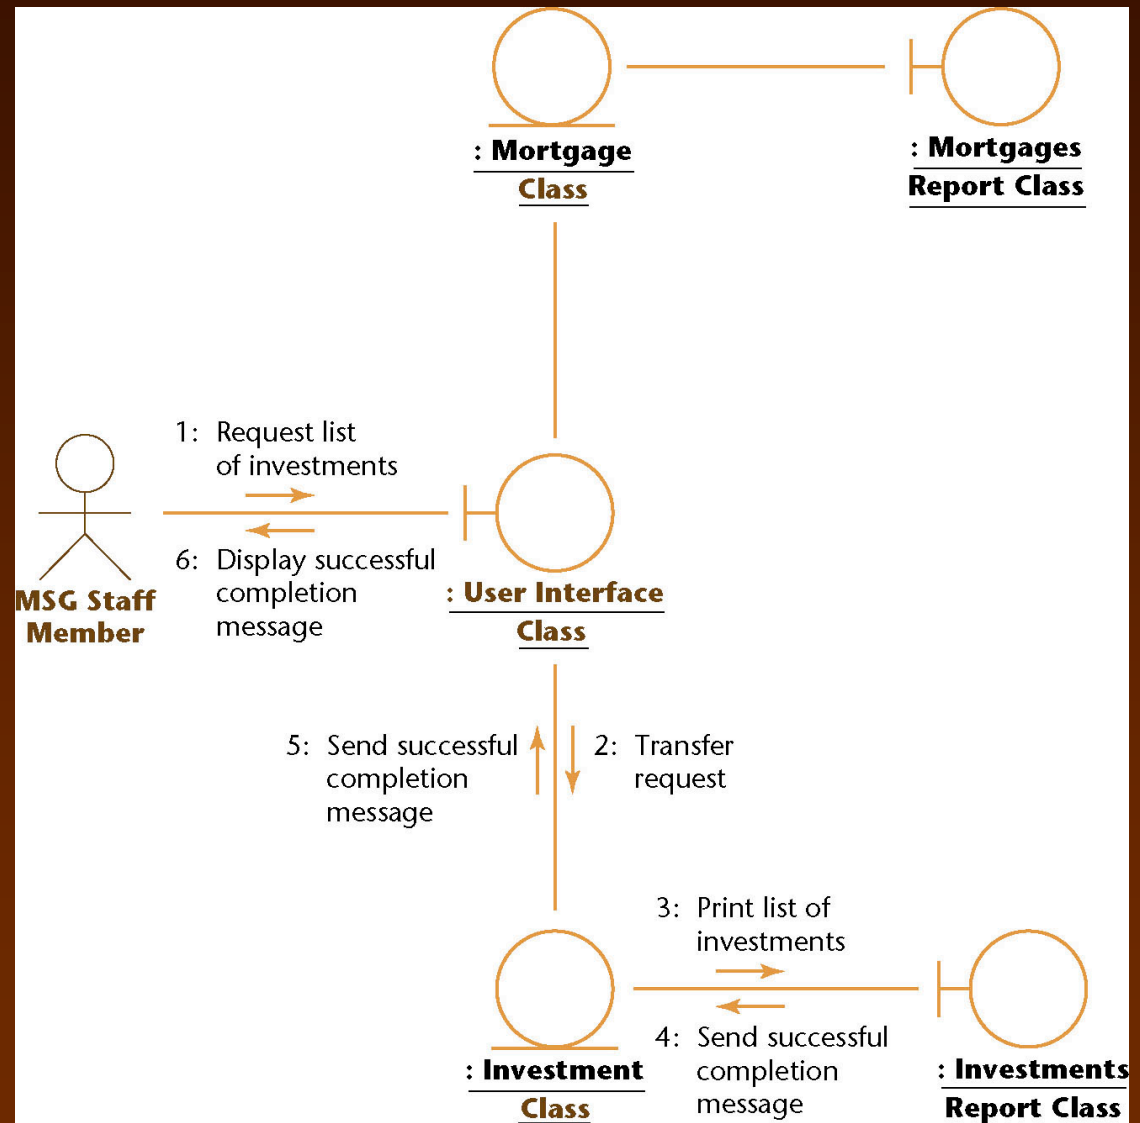 : Mortgage
Class
: Mortgages
Report Class
1: Request list
of investments
6: Display successful
completion
message
MSG Staff
Member
: User Interface
Class
5: Send successful
completion
message
2: Transfer
request
3: Print list of
investments
4: Send successful
completion
message
: Investment
Class
: Investments
Report Class